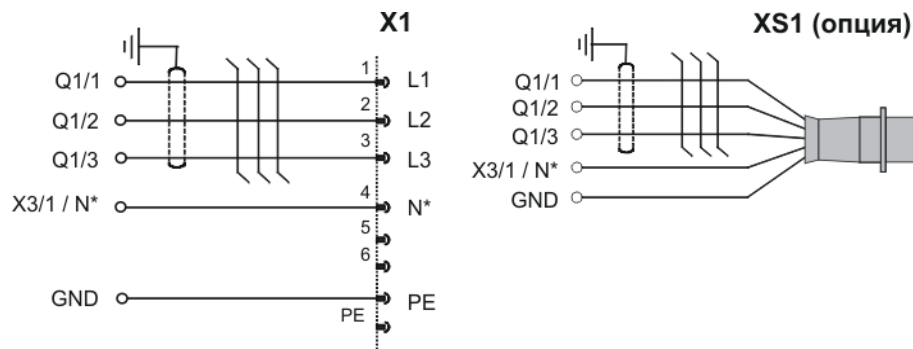 X1
Q1/1 1 L1
Q1/2 2 L2
Q1/3 3 L3
X3/1 / N* 4 N*
5
6
GND PE
PE
XS1 (опция)
Q1/1
Q1/2
Q1/3
X3/1 / N*
GND